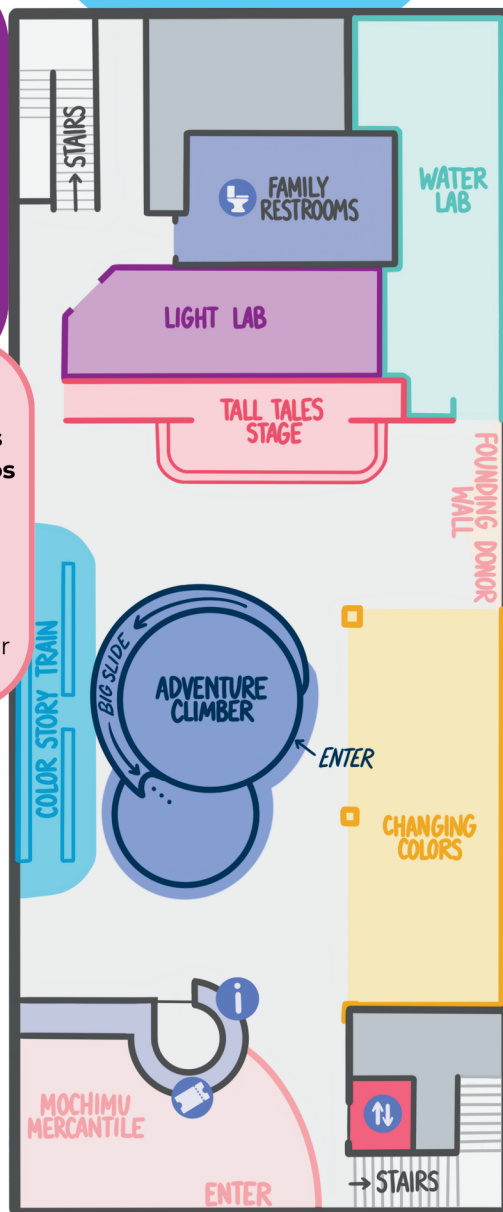 STAIRS
FAMILY
RESTROOMS
WATER
LAB
LIGHT LAB
TALL TALES
STAGE
FOUNDING DONOR
WALL
COLOR STORY TRAIN
BIG SLIDE
ADVENTURE
CLIMBER
ENTER
CHANGING
COLORS
i
MOCHIMU
MERCANTILE
ENTER
STAIRS